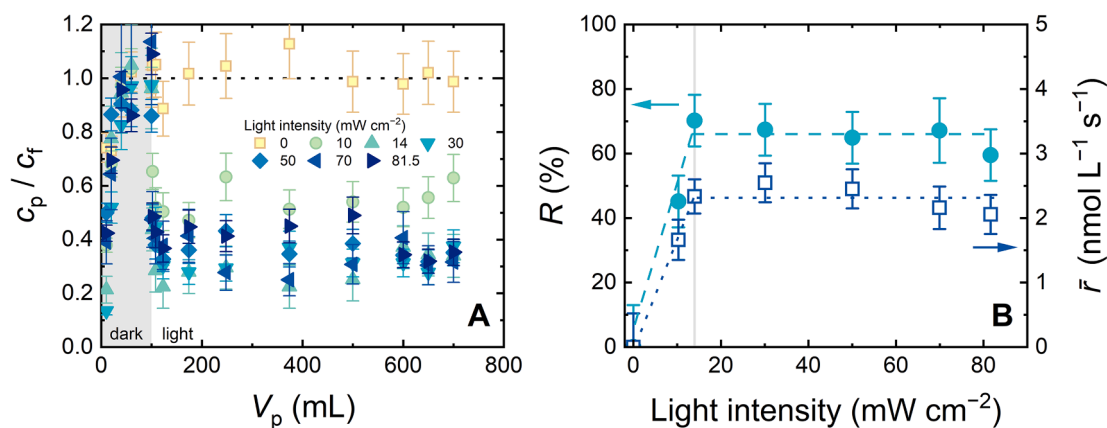 1.2
1.0
0.8
0.6
0.4
0.2
0.0
c_p / c_f
Light intensity (mW cm⁻²)
0 10 14 30
50 70 81.5
dark light
A
0 200 400 600 800
V_p (mL)
100
80
60
40
20
0
R (%)
B
0 20 40 60 80
Light intensity (mW cm⁻²)
5
4
3
2
1
0
r̄ (nmol L⁻¹ s⁻¹)